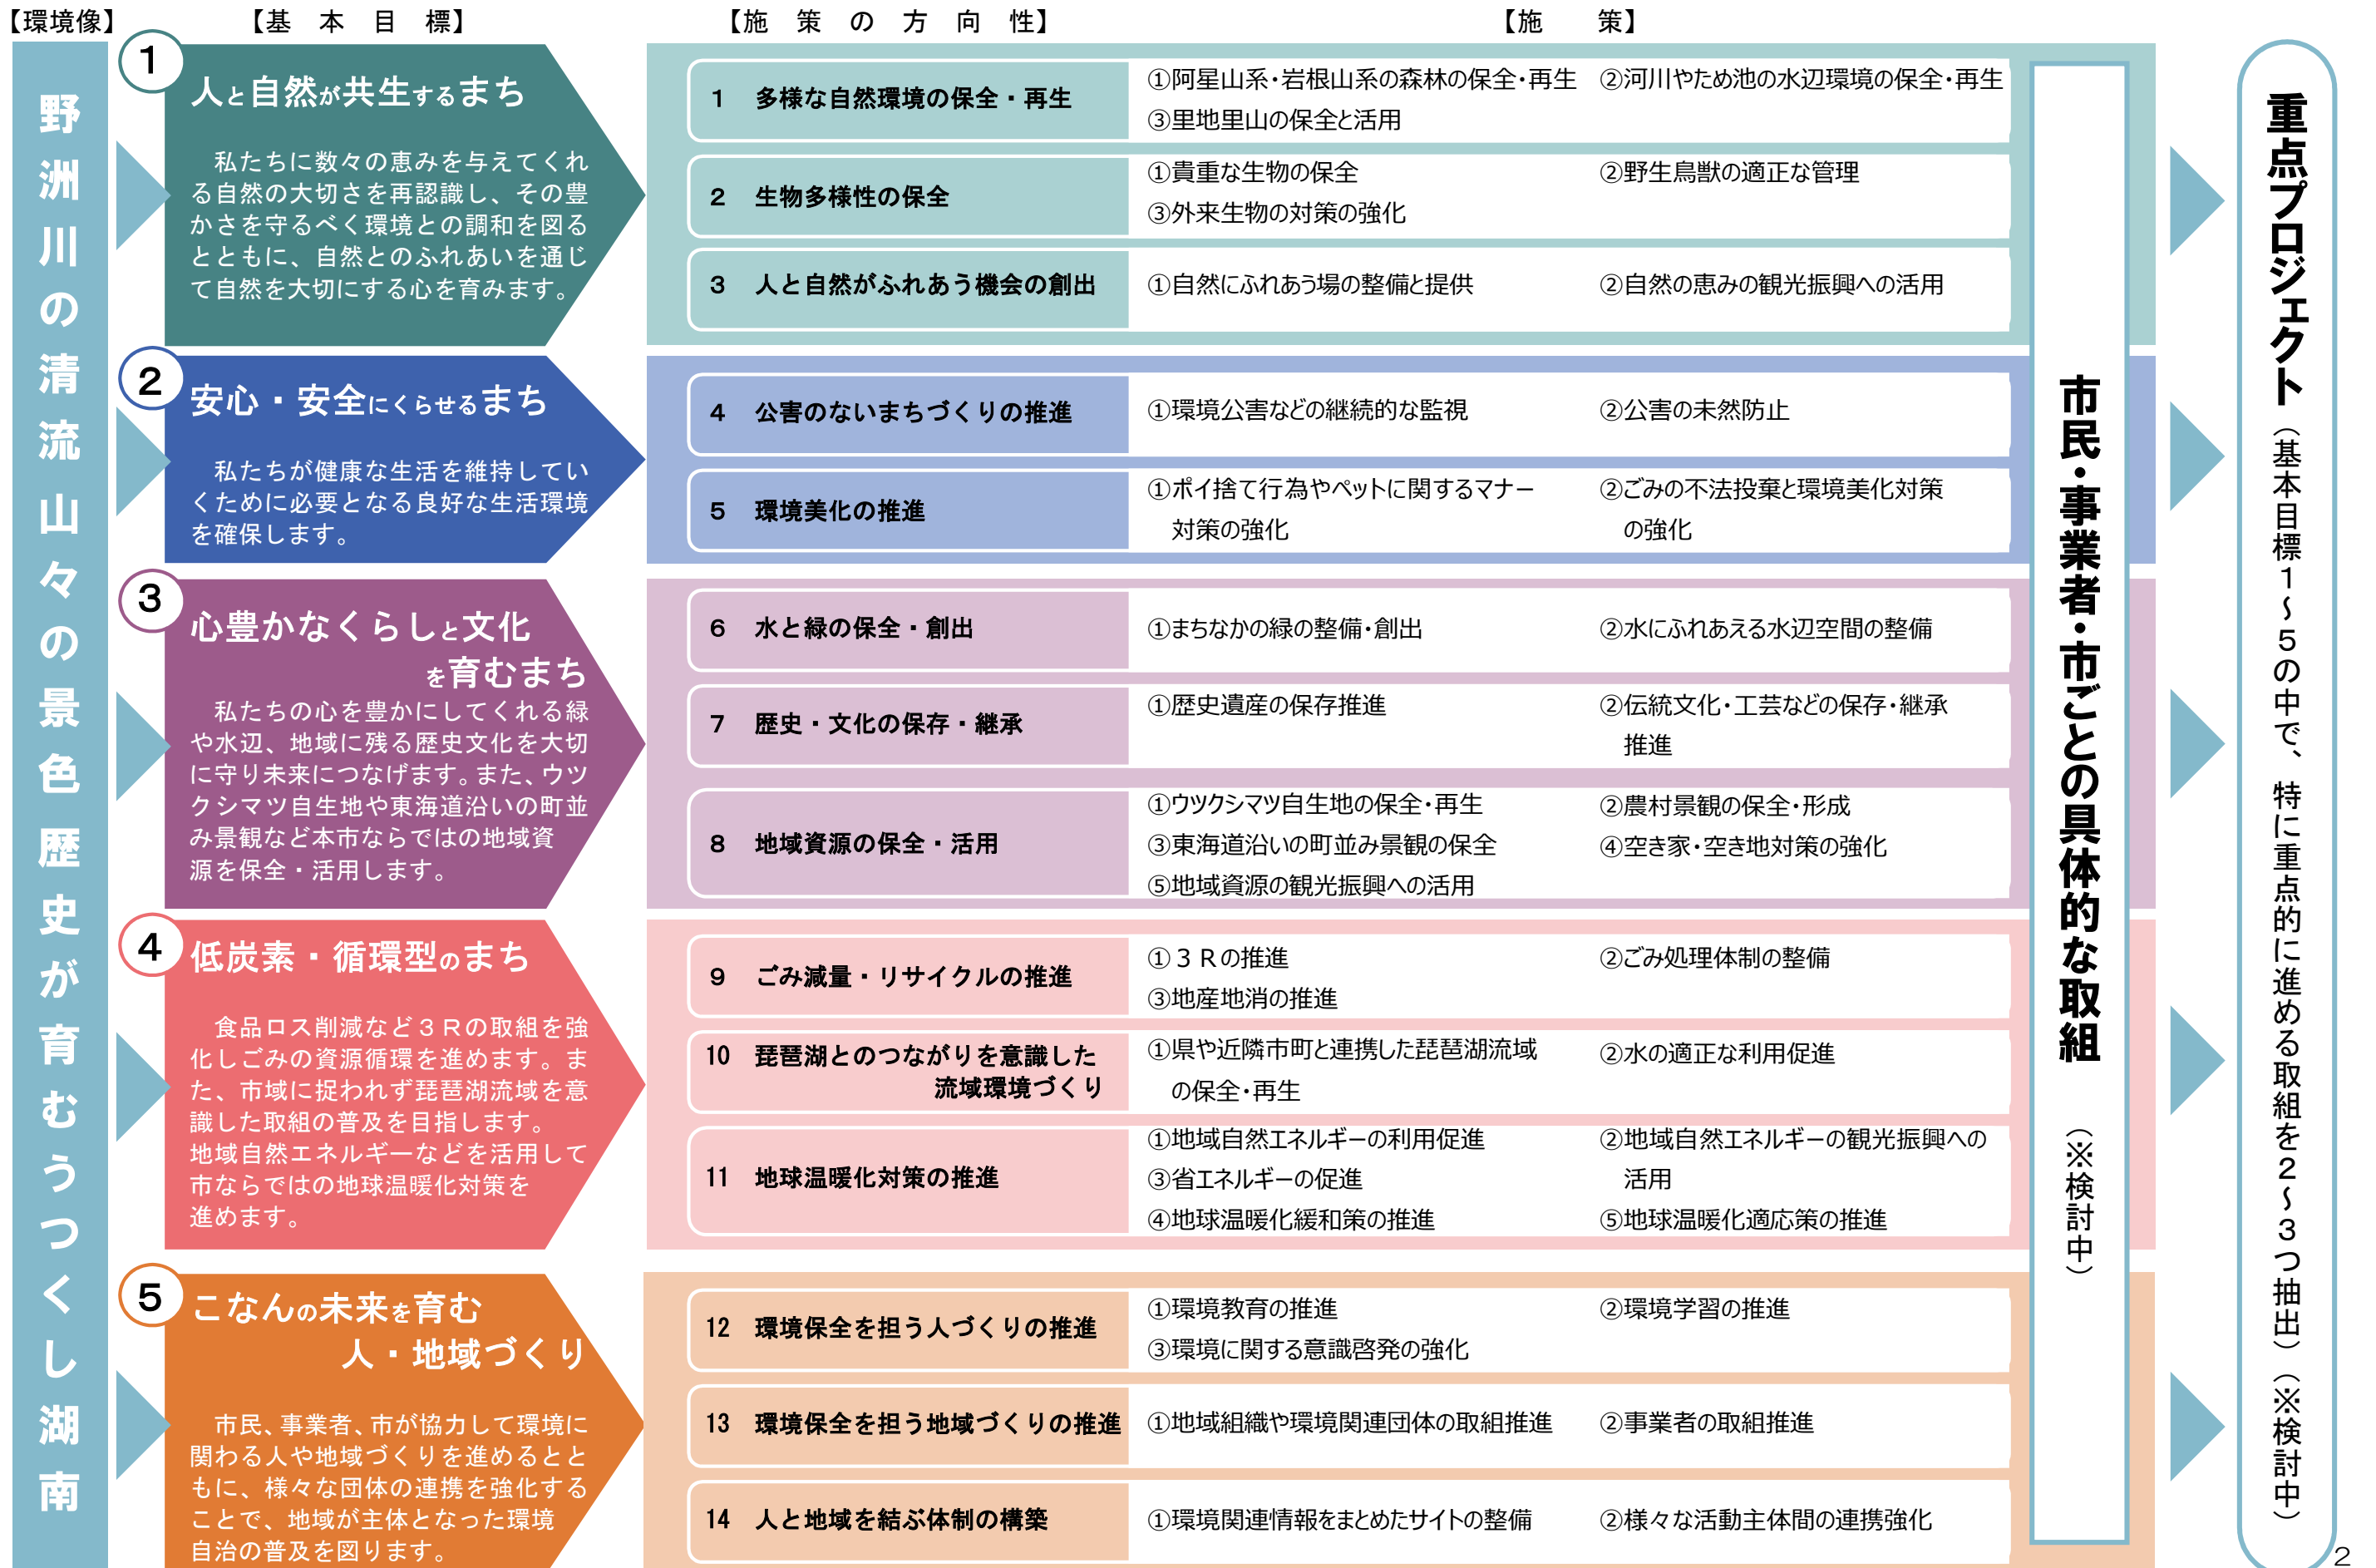 【環境像】
【基　本　目　標】
【施　策　の　方　向　性】
【施　　策】
野洲川の清流 山々の景色 歴史が育むうつくし湖南
1
人と自然が共生するまち
私たちに数々の恵みを与えてくれ
る自然の大切さを再認識し、その豊
かさを守るべく環境との調和を図る
とともに、自然とのふれあいを通じ
て自然を大切にする心を育みます。
1　多様な自然環境の保全・再生
①阿星山系・岩根山系の森林の保全・再生　②河川やため池の水辺環境の保全・再生
③里地里山の保全と活用
2　生物多様性の保全
①貴重な生物の保全　②野生鳥獣の適正な管理
③外来生物の対策の強化
3　人と自然がふれあう機会の創出
①自然にふれあう場の整備と提供　②自然の恵みの観光振興への活用
2
安心・安全にくらせるまち
私たちが健康な生活を維持してい
くために必要となる良好な生活環境
を確保します。
4　公害のないまちづくりの推進
①環境公害などの継続的な監視　②公害の未然防止
5　環境美化の推進
①ポイ捨て行為やペットに関するマナー
対策の強化
②ごみの不法投棄と環境美化対策
の強化
3
心豊かなくらしと文化
を育むまち
私たちの心を豊かにしてくれる緑
や水辺、地域に残る歴史文化を大切
に守り未来につなげます。また、ウツ
クシマツ自生地や東海道沿いの町並
み景観など本市ならではの地域資
源を保全・活用します。
6　水と緑の保全・創出
①まちなかの緑の整備・創出　②水にふれあえる水辺空間の整備
7　歴史・文化の保存・継承
①歴史遺産の保存推進
②伝統文化・工芸などの保存・継承
推進
8　地域資源の保全・活用
①ウツクシマツ自生地の保全・再生　②農村景観の保全・形成
③東海道沿いの町並み景観の保全　④空き家・空き地対策の強化
⑤地域資源の観光振興への活用
4
低炭素・循環型のまち
食品ロス削減など３Ｒの取組を強
化しごみの資源循環を進めます。ま
た、市域に捉われず琵琶湖流域を意
識した取組の普及を目指します。
地域自然エネルギーなどを活用して
市ならではの地球温暖化対策を
進めます。
9　ごみ減量・リサイクルの推進
①３Ｒの推進　②ごみ処理体制の整備
③地産地消の推進
10　琵琶湖とのつながりを意識した
流域環境づくり
①県や近隣市町と連携した琵琶湖流域
の保全・再生
②水の適正な利用促進
11　地球温暖化対策の推進
①地域自然エネルギーの利用促進
②地域自然エネルギーの観光振興への
活用
③省エネルギーの促進
④地球温暖化緩和策の推進　⑤地球温暖化適応策の推進
5
こなんの未来を育む
人・地域づくり
市民、事業者、市が協力して環境に
関わる人や地域づくりを進めるとと
もに、様々な団体の連携を強化する
ことで、地域が主体となった環境
自治の普及を図ります。
12　環境保全を担う人づくりの推進
①環境教育の推進　②環境学習の推進
③環境に関する意識啓発の強化
13　環境保全を担う地域づくりの推進
①地域組織や環境関連団体の取組推進　②事業者の取組推進
14　人と地域を結ぶ体制の構築
①環境関連情報をまとめたサイトの整備　②様々な活動主体間の連携強化
市民・事業者・市ごとの具体的な取組（※検討中）
重点プロジェクト（基本目標１～５の中で、特に重点的に進める取組を２～３つ抽出）（※検討中）
2